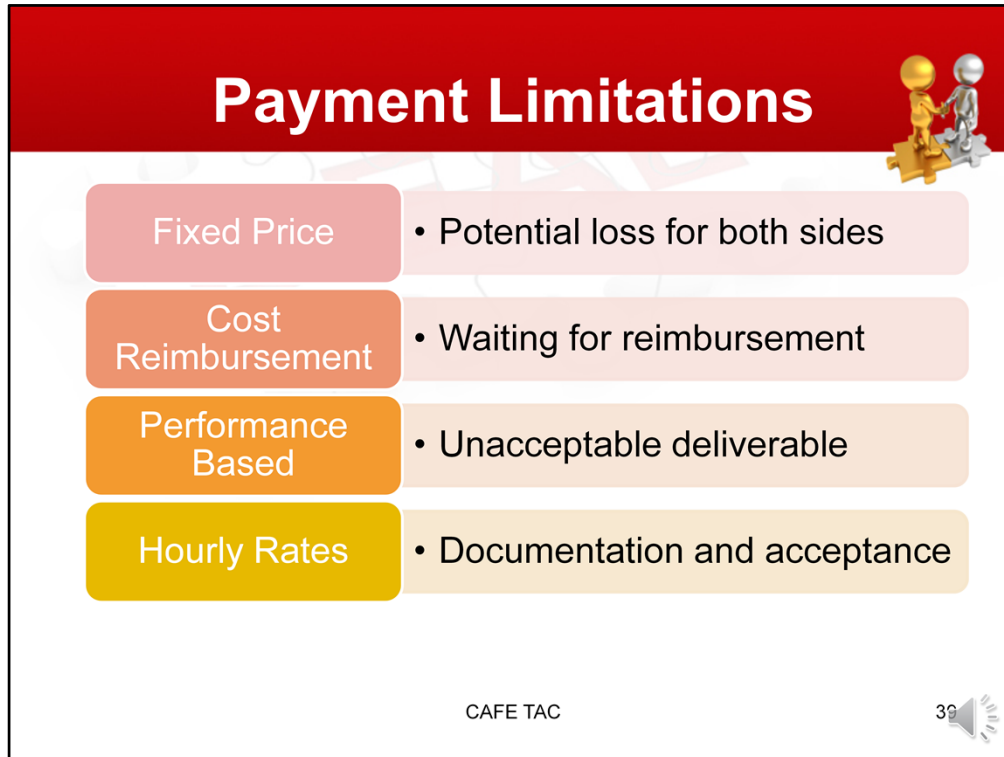 Payment Limitations
Fixed Price
• Potential loss for both sides
Cost
Reimbursement
• Waiting for reimbursement
Performance
Based
• Unacceptable deliverable
Hourly Rates
• Documentation and acceptance
CAFE TAC
39